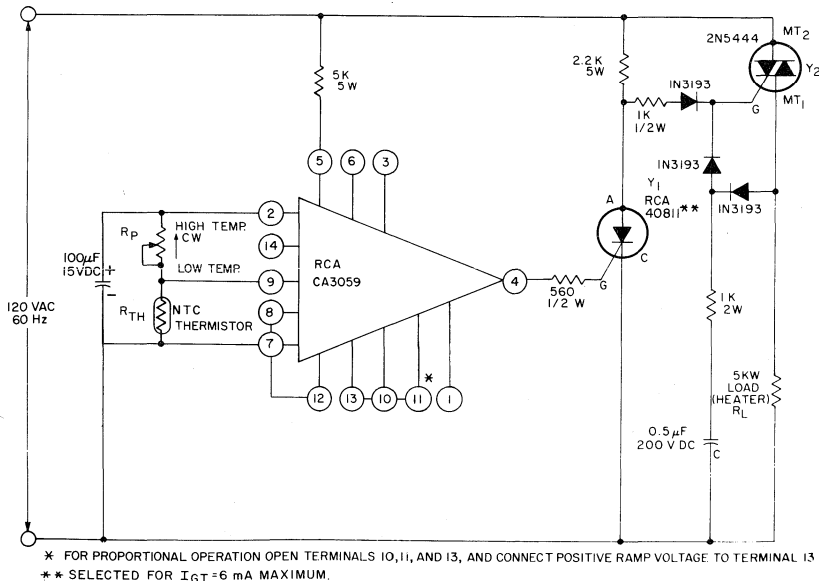 MT2
2N5444
Y2
MT1
G
2.2K
5W
1N3193
1K
1/2 W
5K
5W
1N3193
1N3193
Y1
RCA
40811**
A
C
G
5
6
3
2
14
9
8
7
12
13
10
11
*
1
4
RCA
CA3059
560
1/2 W
RP
HIGH TEMP.
CW
LOW TEMP.
100μF
15VDC
+
-
RTH
NTC
THERMISTOR
120 VAC
60 Hz
1K
2W
5KW
LOAD
(HEATER)
RL
0.5μF
200 V DC
C
* FOR PROPORTIONAL OPERATION OPEN TERMINALS 10,11, AND 13, AND CONNECT POSITIVE RAMP VOLTAGE TO TERMINAL 13
** SELECTED FOR IGT=6 mA MAXIMUM.